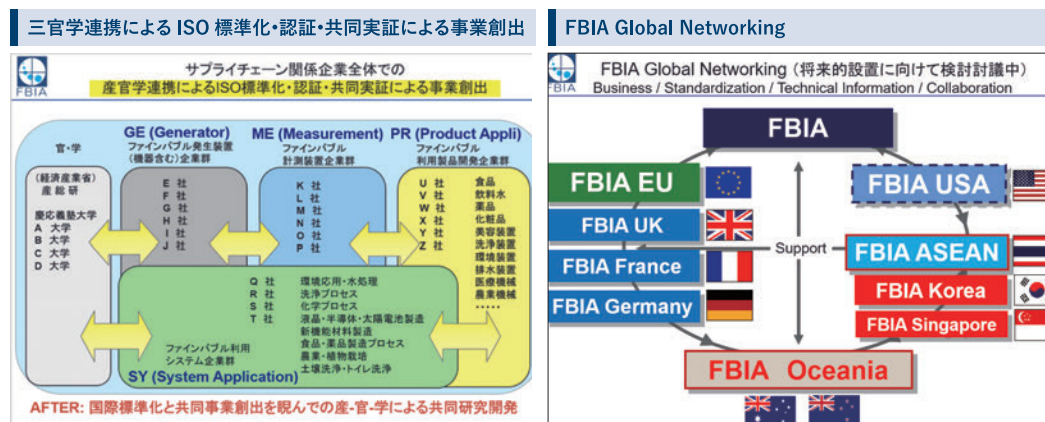 三官学連携による ISO 標準化・認証・共同実証による事業創出
FBIA
サプライチェーン関係企業全体での
産官学連携によるISO標準化・認証・共同実証による事業創出
官・学
(経済産業省)
産総研
慶応義塾大学
A 大学
B 大学
C 大学
D 大学
GE (Generator)
ファインバブル発生装置
(機器含む)企業群
E 社
F 社
G 社
H 社
I 社
J 社
ME (Measurement)
ファインバブル
計測装置企業群
K 社
L 社
M 社
N 社
O 社
P 社
PR (Product Appli)
ファインバブル
利用製品開発企業群
U 社 食品
V 社 飲料水
W 社 薬品
X 社 化粧品
Y 社 美容装置
Z 社 洗浄装置
環境装置
排水装置
医療機械
農業機械
・・・・・
Q 社 環境応用・水処理
R 社 洗浄プロセス
S 社 化学プロセス
T 社 液晶・半導体・太陽電池製造
新機能材料製造
食品・薬品製造プロセス
農業・植物栽培
土壌洗浄・トイレ洗浄
ファインバブル利用
システム企業群
SY (System Application)
AFTER: 国際標準化と共同事業創出を睨んでの産-官-学による共同研究開発
FBIA Global Networking
FBIA
FBIA Global Networking (将来的設置に向けて検討討議中)
Business / Standardization / Technical Information / Collaboration
FBIA
FBIA EU
FBIA UK
FBIA France
FBIA Germany
Support
FBIA USA
FBIA ASEAN
FBIA Korea
FBIA Singapore
FBIA Oceania